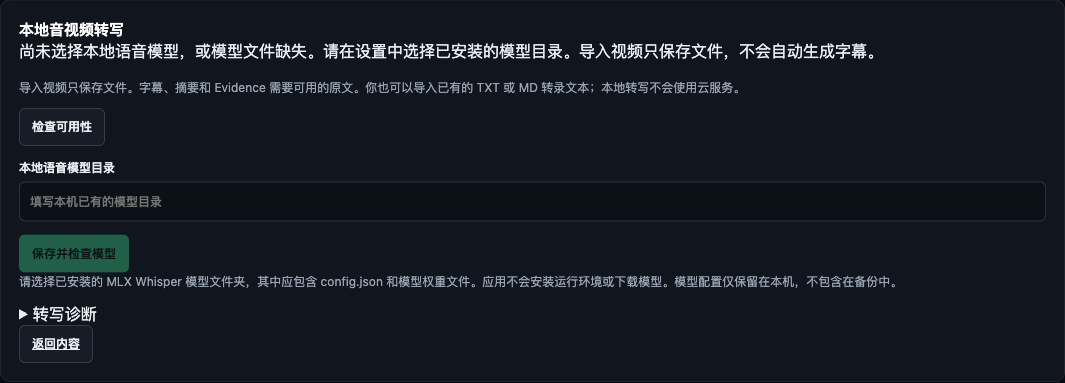 本地音视频转写
尚未选择本地语音模型，或模型文件缺失。请在设置中选择已安装的模型目录。导入视频只保存文件，不会自动生成字幕。
导入视频只保存文件。字幕、摘要和 Evidence 需要可用的原文。你也可以导入已有的 TXT 或 MD 转录文本；本地转写不会使用云服务。
检查可用性
本地语音模型目录
填写本机已有的模型目录
保存并检查模型
请选择已安装的 MLX Whisper 模型文件夹，其中应包含 config.json 和模型权重文件。应用不会安装运行环境或下载模型。模型配置仅保留在本机，不包含在备份中。
转写诊断
返回内容